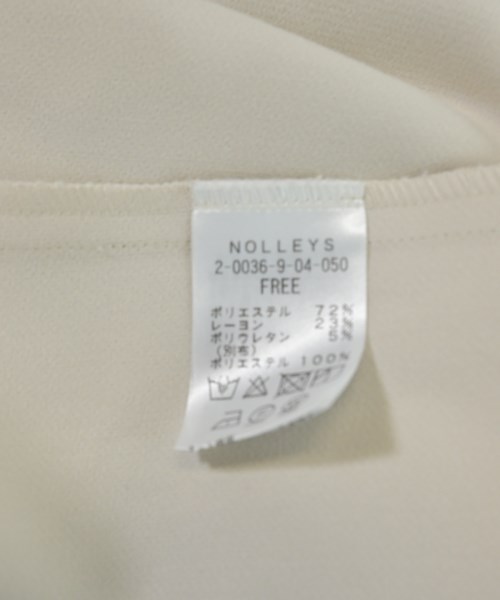 NOLLEYS
2-0036-9-04-050
FREE
ポリエステル 72%
レーヨン 23%
ポリウレタン 5%
(別布)
ポリエステル 100%